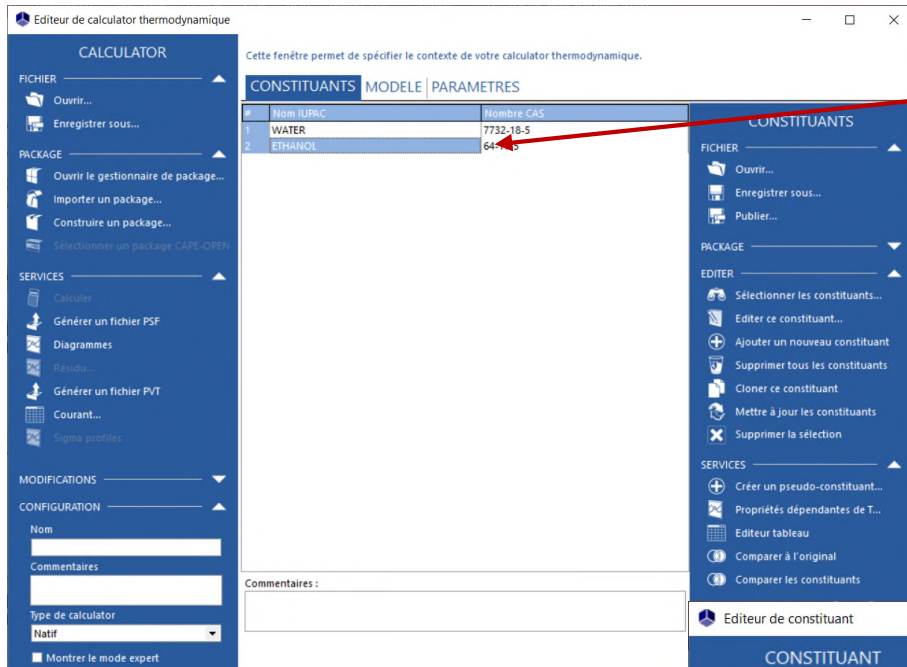 Editeur de calculator thermodynamique
CALCULATOR
FICHIER
Ouvrir...
Enregistrer sous...
PACKAGE
Ouvrir le gestionnaire de package...
Importer un package...
Construire un package...
Sélectionner un package CAPE-OPEN
SERVICES
Calculer
Générer un fichier PSF
Diagrammes
Résidu...
Générer un fichier PVT
Courant...
Sigma profiles
MODIFICATIONS
CONFIGURATION
Nom
Commentaires
Type de calculator
Natif
Montrer le mode expert
Cette fenêtre permet de spécifier le contexte de votre calculator thermodynamique.
CONSTITUANTS MODELE PARAMETRES
# Nom IUPAC Nombre CAS
1 WATER 7732-18-5
2 ETHANOL
Commentaires :
CONSTITUANTS
FICHIER
Ouvrir...
Enregistrer sous...
Publier...
PACKAGE
EDITER
Sélectionner les constituants...
Editer ce constituant...
Ajouter un nouveau constituant
Supprimer tous les constituants
Cloner ce constituant
Mettre à jour les constituants
Supprimer la sélection
SERVICES
Créer un pseudo-constituant...
Propriétés dépendantes de T...
Editeur tableau
Comparer à l'original
Comparer les constituants
Editeur de constituant
CONSTITUANT